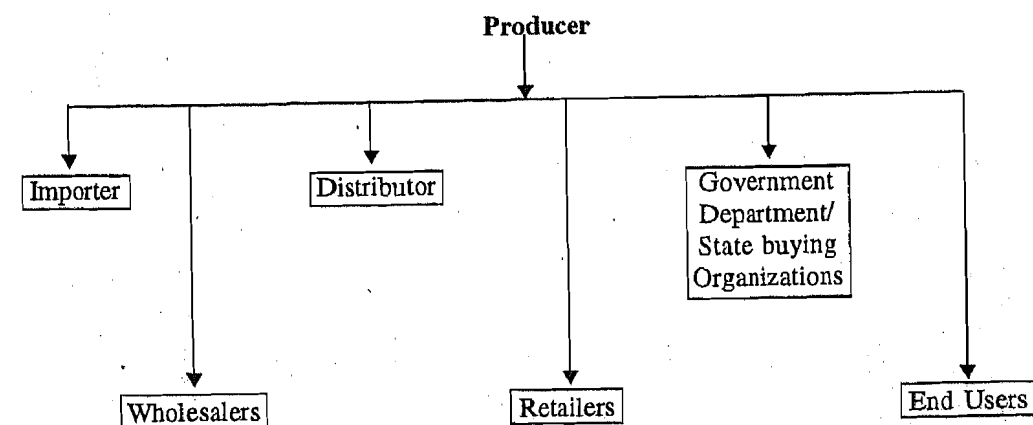 Producer
Importer
Distributor
Government
Department/
State buying
Organizations
Wholesalers
Retailers
End Users